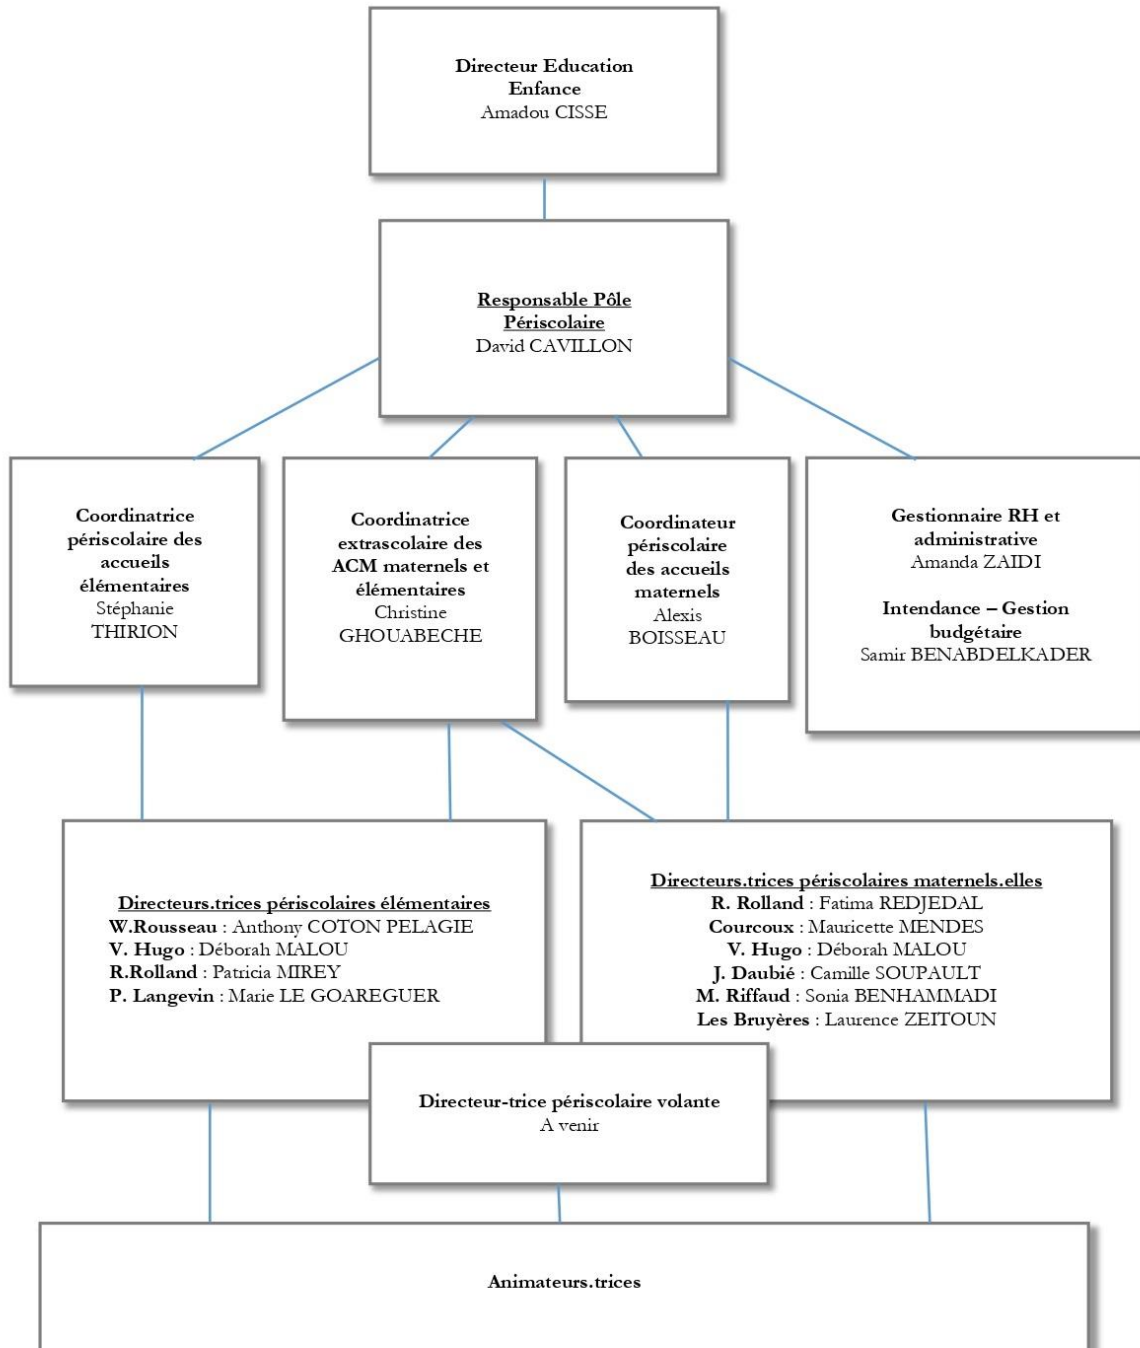 Directeur Education
Enfance
Amadou CISSE
Responsable Pôle
Périscolaire
David CAVILLON
Coordinatrice
périscolaire des
accueils
élémentaires
Stéphanie
THIRION
Coordinatrice
extrascolaire des
ACM maternels et
élémentaires
Christine
GHOUABECHE
Coordinateur
périscolaire
des accueils
maternels
Alexis
BOISSEAU
Gestionnaire RH et
administrative
Amanda ZAIDI
Intendance – Gestion
budgétaire
Samir BENABDELKADER
Directeurs.trices périscolaires élémentaires
W.Rousseau : Anthony COTON PELAGIE
V. Hugo : Déborah MALOU
R.Rolland : Patricia MIREY
P. Langevin : Marie LE GOAREGUER
Directeurs.trices périscolaires maternels.elles
R. Rolland : Fatima REDJEDAL
Courcoux : Mauricette MENDES
V. Hugo : Déborah MALOU
J. Daubié : Camille SOUPAULT
M. Riffaud : Sonia BENHAMMADI
Les Bruyères : Laurence ZEITOUN
Directeur-trice périscolaire volante
A venir
Animateurs.trices